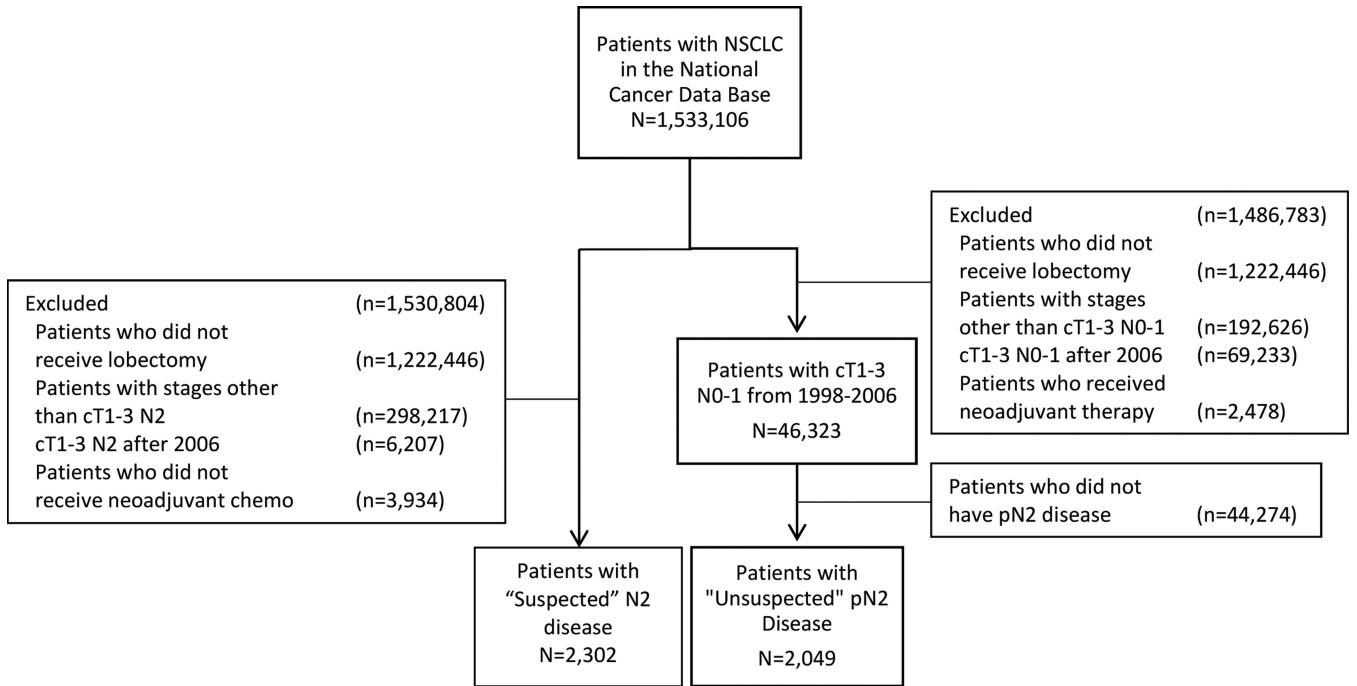 Patients with NSCLC
in the National
Cancer Data Base
N=1,533,106
Excluded (n=1,486,783)
Patients who did not
receive lobectomy (n=1,222,446)
Patients with stages
other than cT1-3 N0-1 (n=192,626)
cT1-3 N0-1 after 2006 (n=69,233)
Patients who received
neoadjuvant therapy (n=2,478)
Excluded (n=1,530,804)
Patients who did not
receive lobectomy (n=1,222,446)
Patients with stages other
than cT1-3 N2 (n=298,217)
cT1-3 N2 after 2006 (n=6,207)
Patients who did not
receive neoadjuvant chemo (n=3,934)
Patients with cT1-3
N0-1 from 1998-2006
N=46,323
Patients who did not
have pN2 disease (n=44,274)
Patients with
“Suspected” N2
disease
N=2,302
Patients with
"Unsuspected" pN2
Disease
N=2,049